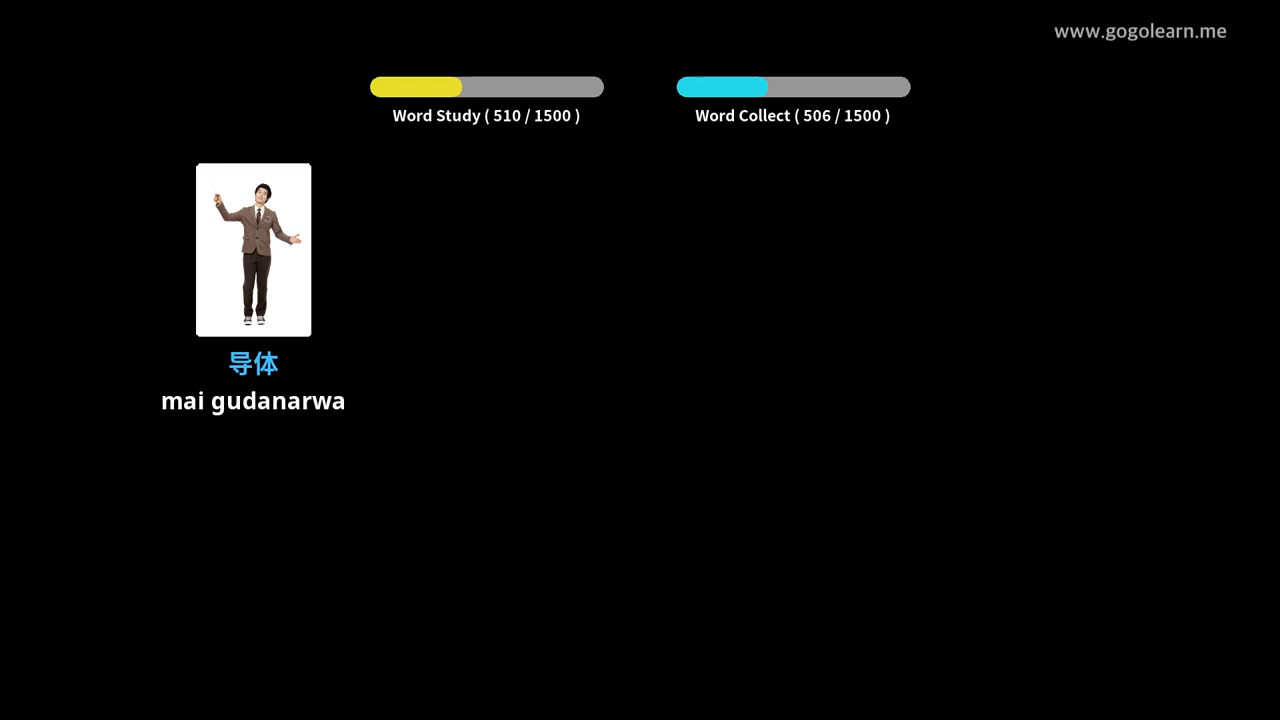 www.gogolearn.me
Word Study ( 510 / 1500 )
Word Collect ( 506 / 1500 )
导体
mai gudanarwa